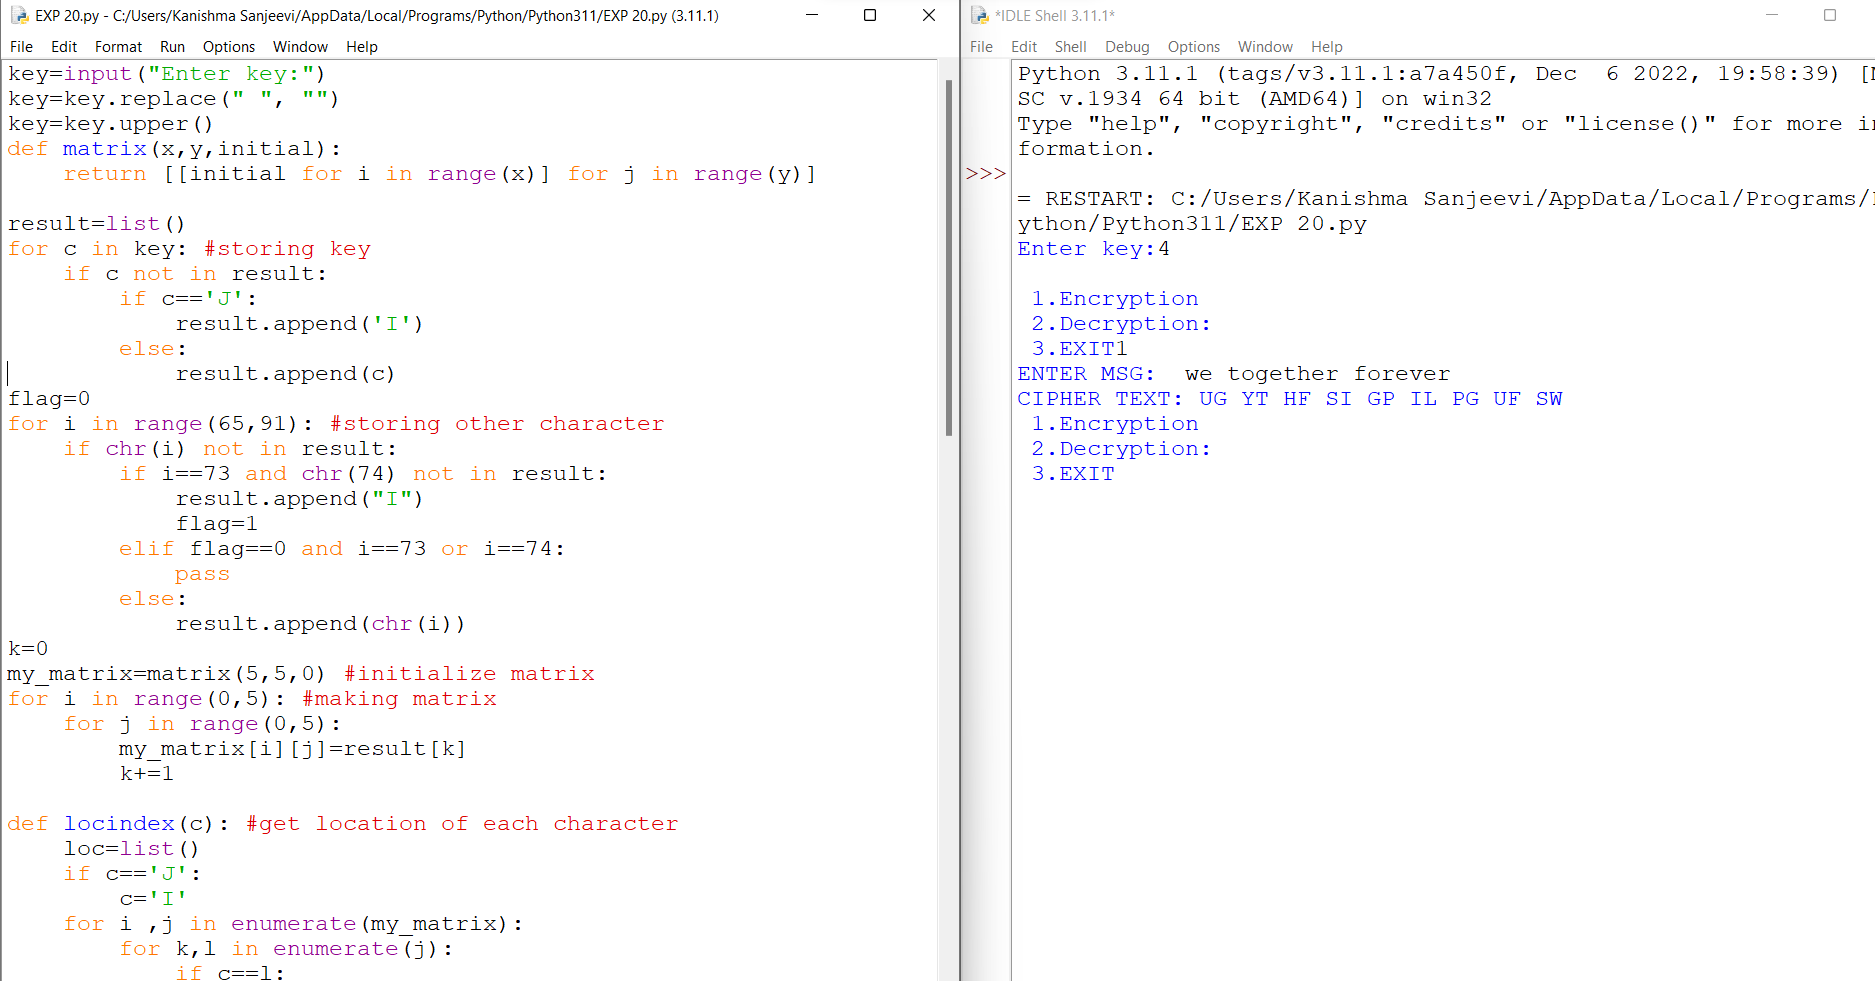 EXP 20.py - C:/Users/Kanishma Sanjeevi/AppData/Local/Programs/Python/Python311/EXP 20.py (3.11.1)
File Edit Format Run Options Window Help
key=input("Enter key:")
key=key.replace(" ", "")
key=key.upper()
def matrix(x,y,initial):
    return [[initial for i in range(x)] for j in range(y)]

result=list()
for c in key: #storing key
    if c not in result:
        if c=='J':
            result.append('I')
        else:
            result.append(c)
flag=0
for i in range(65,91): #storing other character
    if chr(i) not in result:
        if i==73 and chr(74) not in result:
            result.append("I")
            flag=1
        elif flag==0 and i==73 or i==74:
            pass
        else:
            result.append(chr(i))
k=0
my_matrix=matrix(5,5,0) #initialize matrix
for i in range(0,5): #making matrix
    for j in range(0,5):
        my_matrix[i][j]=result[k]
        k+=1

def locindex(c): #get location of each character
    loc=list()
    if c=='J':
        c='I'
    for i ,j in enumerate(my_matrix):
        for k,l in enumerate(j):
            if c==l:
*IDLE Shell 3.11.1*
File Edit Shell Debug Options Window Help
Python 3.11.1 (tags/v3.11.1:a7a450f, Dec  6 2022, 19:58:39) [
SC v.1934 64 bit (AMD64)] on win32
Type "help", "copyright", "credits" or "license()" for more in
formation.
>>>
= RESTART: C:/Users/Kanishma Sanjeevi/AppData/Local/Programs/
ython/Python311/EXP 20.py
Enter key:4

 1.Encryption
 2.Decryption:
 3.EXIT1
ENTER MSG:  we together forever
CIPHER TEXT: UG YT HF SI GP IL PG UF SW
 1.Encryption
 2.Decryption:
 3.EXIT